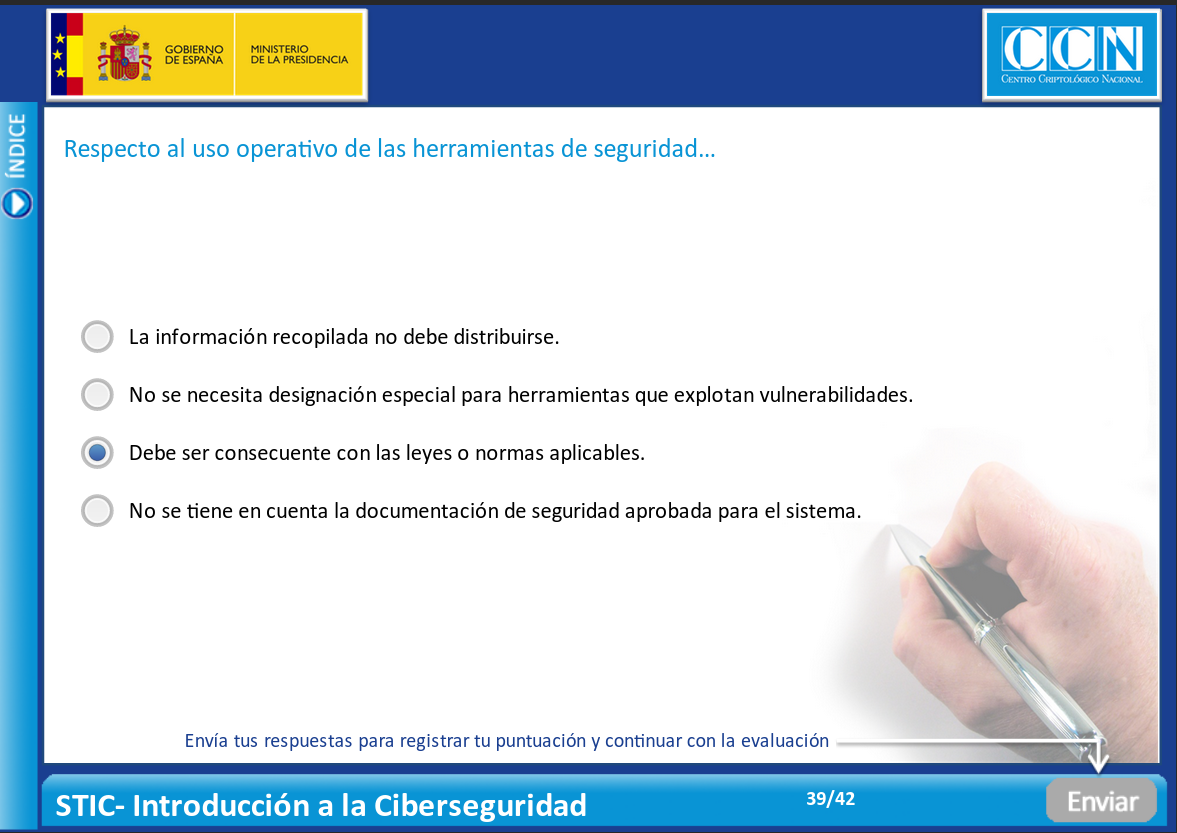 GOBIERNO
DE ESPAÑA
MINISTERIO
DE LA PRESIDENCIA
CCN
CENTRO CRIPTOLÓGICO NACIONAL
ÍNDICE
Respecto al uso operativo de las herramientas de seguridad...
La información recopilada no debe distribuirse.
No se necesita designación especial para herramientas que explotan vulnerabilidades.
Debe ser consecuente con las leyes o normas aplicables.
No se tiene en cuenta la documentación de seguridad aprobada para el sistema.
Envía tus respuestas para registrar tu puntuación y continuar con la evaluación
STIC- Introducción a la Ciberseguridad
39/42
Enviar